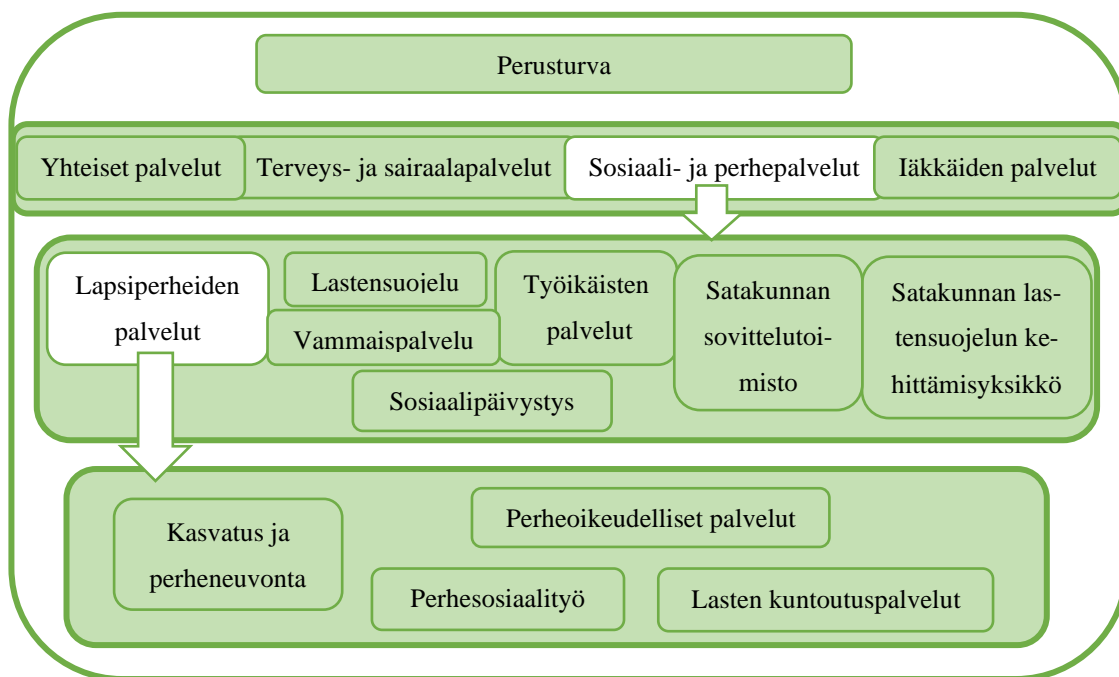 Perusturva
Yhteiset palvelut
Terveys- ja sairaalapalvelut
Sosiaali- ja perhepalvelut
Iäkkäiden palvelut
Lapsiperheiden
palvelut
Lastensuojelu
Vammaispalvelu
Työikäisten
palvelut
Satakunnan
sovittelutoi-
misto
Satakunnan las-
tensuojelun ke-
hittämisyksikkö
Sosiaalipäivystys
Kasvatus ja
perheneuvonta
Perheoikeudelliset palvelut
Perhesosiaalityö
Lasten kuntoutuspalvelut